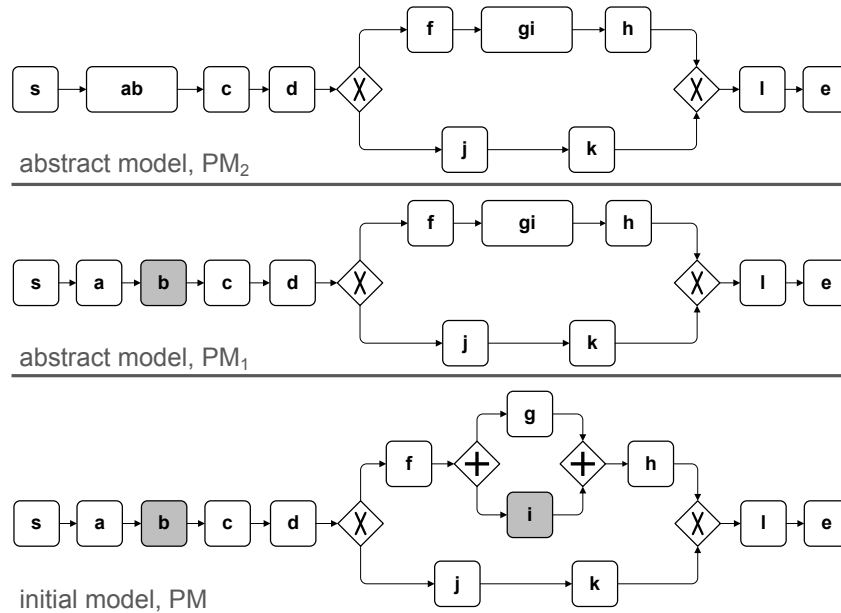 f gi h
s ab c d X X l e
j k
abstract model, PM₂
f gi h
s a b c d X X l e
j k
abstract model, PM₁
g
f + + h
i
s a b c d X X l e
j k
initial model, PM